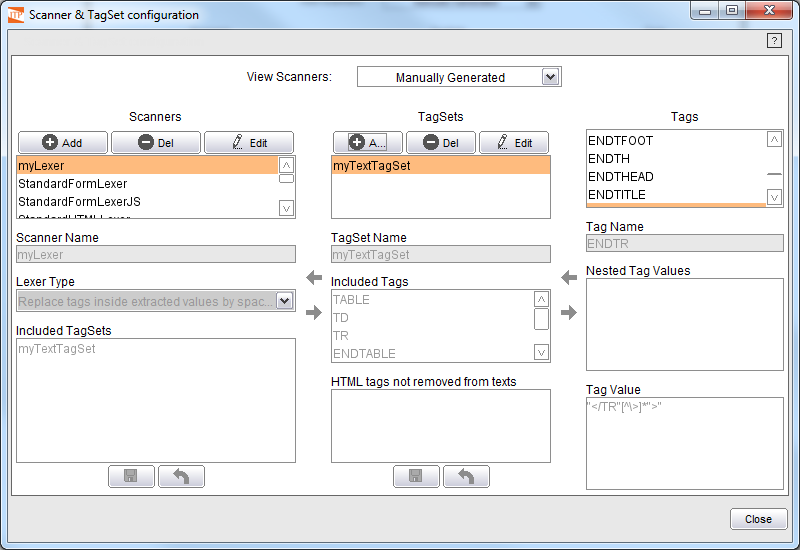 Scanner & TagSet configuration
?
View Scanners: Manually Generated
Scanners
Add Del Edit
myLexer
StandardFormLexer
StandardFormLexerJS
StandardHTMLLexer
Scanner Name
myLexer
Lexer Type
Replace tags inside extracted values by spac...
Included TagSets
myTextTagSet
TagSets
A... Del Edit
myTextTagSet
TagSet Name
myTextTagSet
Included Tags
TABLE
TD
TR
ENDTABLE
HTML tags not removed from texts
Tags
ENDTFOOT
ENDTH
ENDTHEAD
ENDTITLE
Tag Name
ENDTR
Nested Tag Values
Tag Value
"</TR"[^\>]*">"
Close